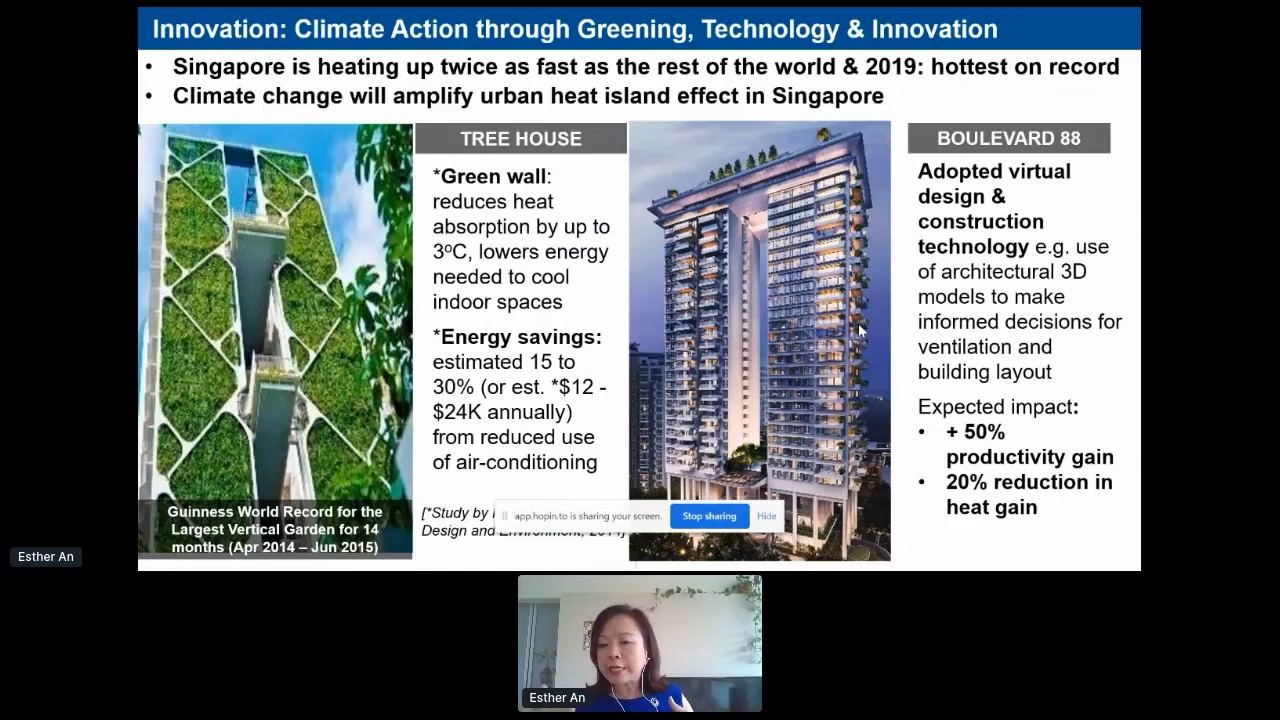 Innovation: Climate Action through Greening, Technology & Innovation
• Singapore is heating up twice as fast as the rest of the world & 2019: hottest on record
• Climate change will amplify urban heat island effect in Singapore
TREE HOUSE
*Green wall:
reduces heat
absorption by up to
3ºC, lowers energy
needed to cool
indoor spaces
*Energy savings:
estimated 15 to
30% (or est. *$12 -
$24K annually)
from reduced use
of air-conditioning
[*Study by
Design and Environment, 2011]
Guinness World Record for the
Largest Vertical Garden for 14
months (Apr 2014 – Jun 2015)
BOULEVARD 88
Adopted virtual
design &
construction
technology e.g. use
of architectural 3D
models to make
informed decisions for
ventilation and
building layout
Expected impact:
• + 50%
productivity gain
• 20% reduction in
heat gain
app.hopin.to is sharing your screen.
Stop sharing
Hide
Esther An
Esther An